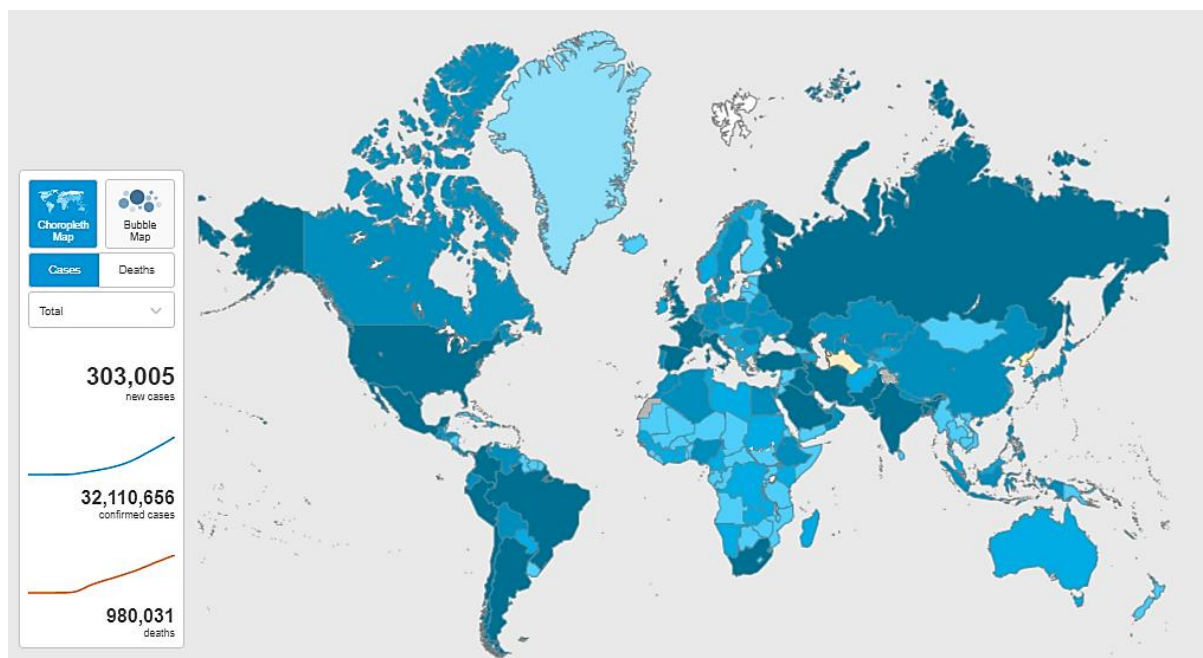 Choropleth
Map
Bubble
Map
Cases
Deaths
Total
303,005
new cases
32,110,656
confirmed cases
980,031
deaths